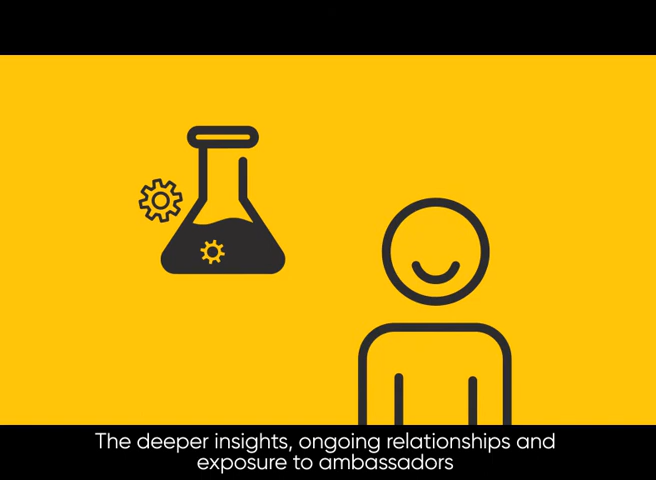 The deeper insights, ongoing relationships and
exposure to ambassadors